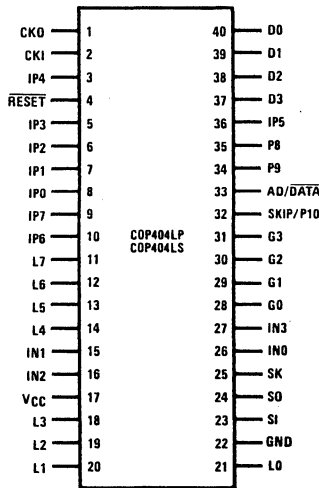 CKO 1 40 D0
CKI 2 39 D1
IP4 3 38 D2
RESET 4 37 D3
IP3 5 36 IP5
IP2 6 35 P8
IP1 7 34 P9
IP0 8 33 AD/DATA
IP7 9 32 SKIP/P10
IP6 10 COP404LP 31 G3
COP404LS
L7 11 30 G2
L6 12 29 G1
L5 13 28 G0
L4 14 27 IN3
IN1 15 26 IN0
IN2 16 25 SK
VCC 17 24 SO
L3 18 23 SI
L2 19 22 GND
L1 20 21 L0